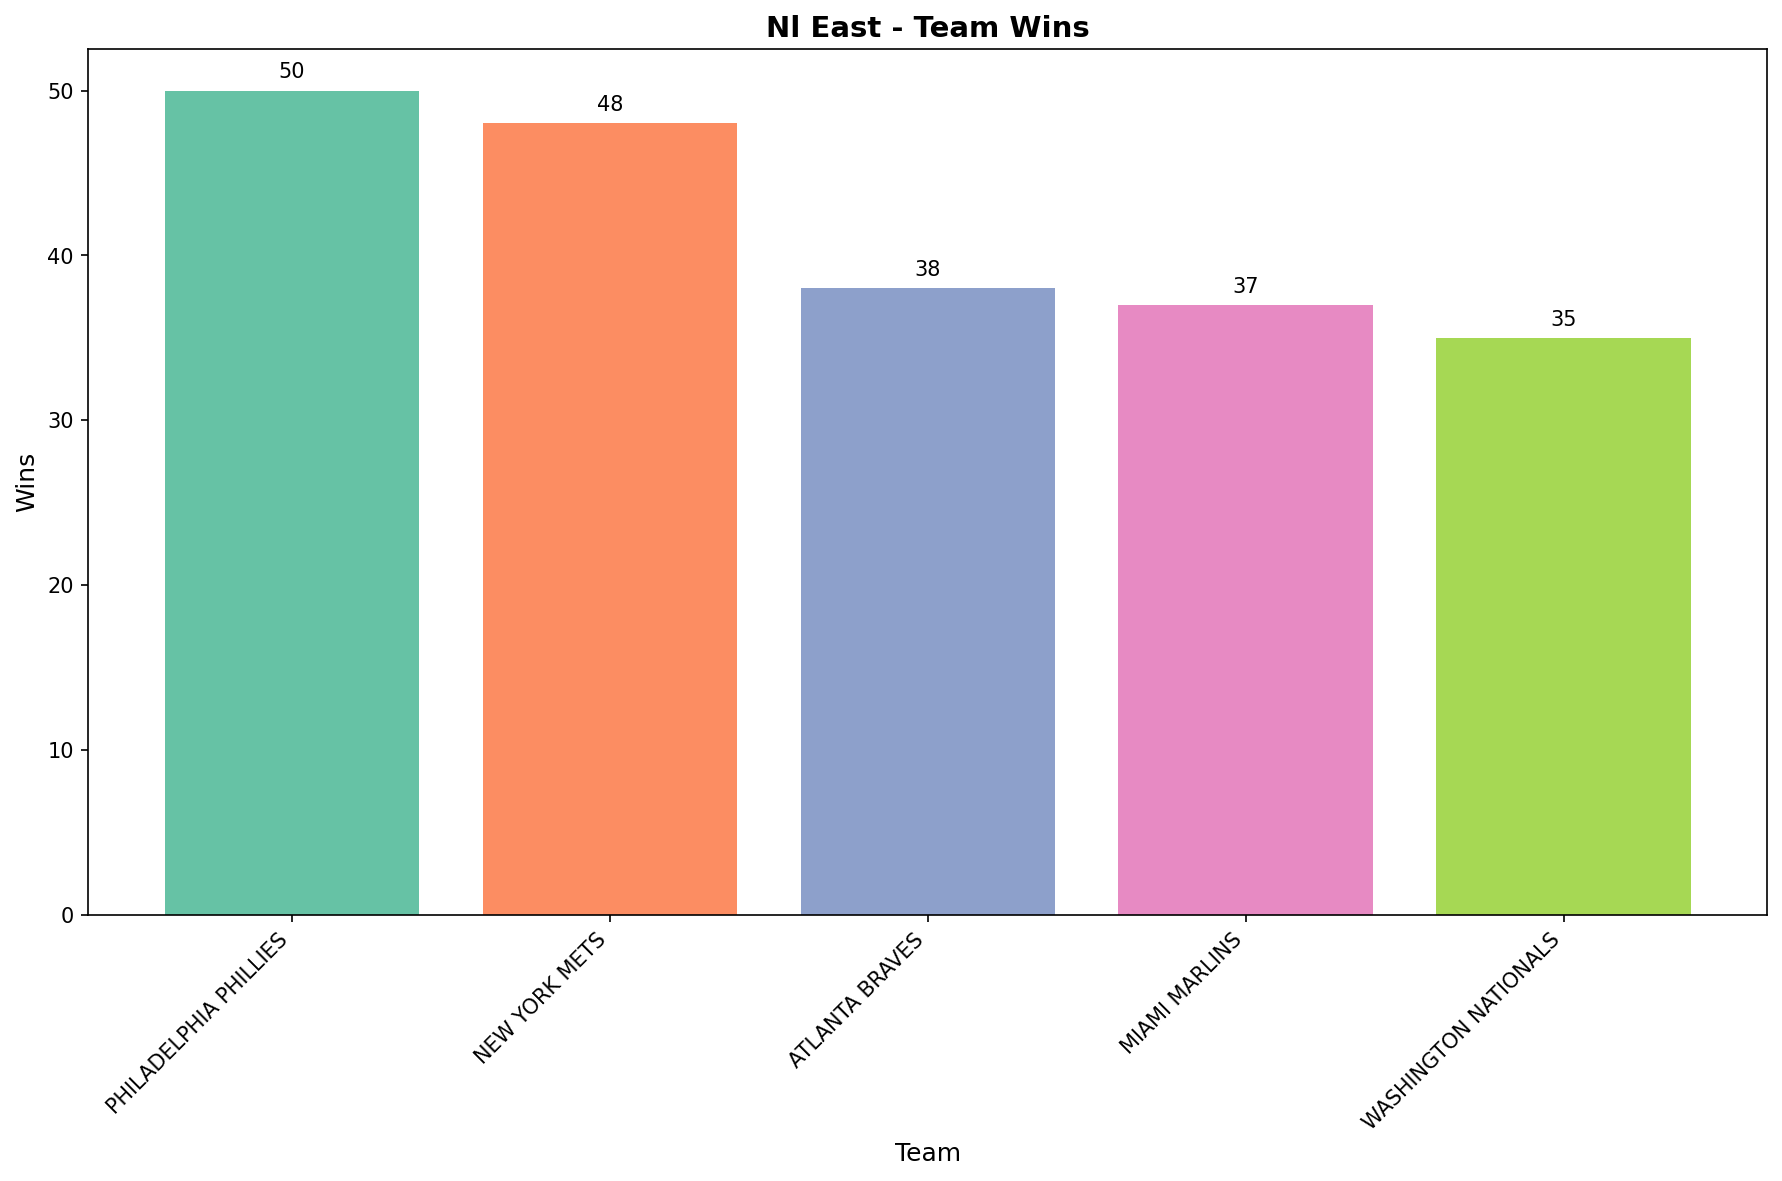 Nl East - Team Wins
50
48
38
37
35
50
40
30
20
10
0
Wins
PHILADELPHIA PHILLIES
NEW YORK METS
ATLANTA BRAVES
MIAMI MARLINS
WASHINGTON NATIONALS
Team